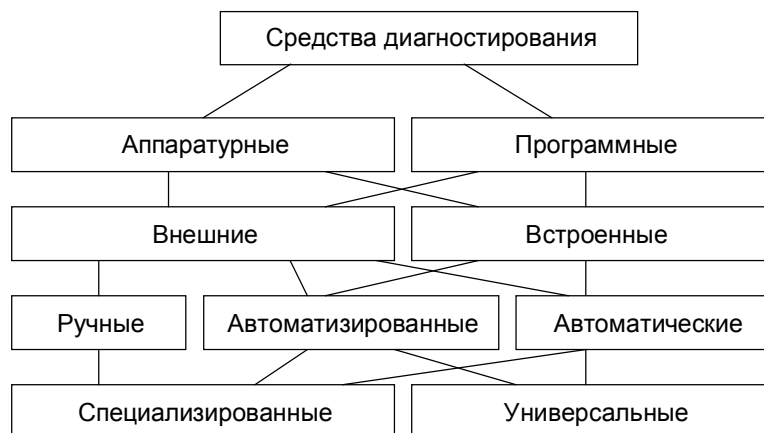 Средства диагностирования
Аппаратурные
Программные
Внешние
Встроенные
Ручные
Автоматизированные
Автоматические
Специализированные
Универсальные